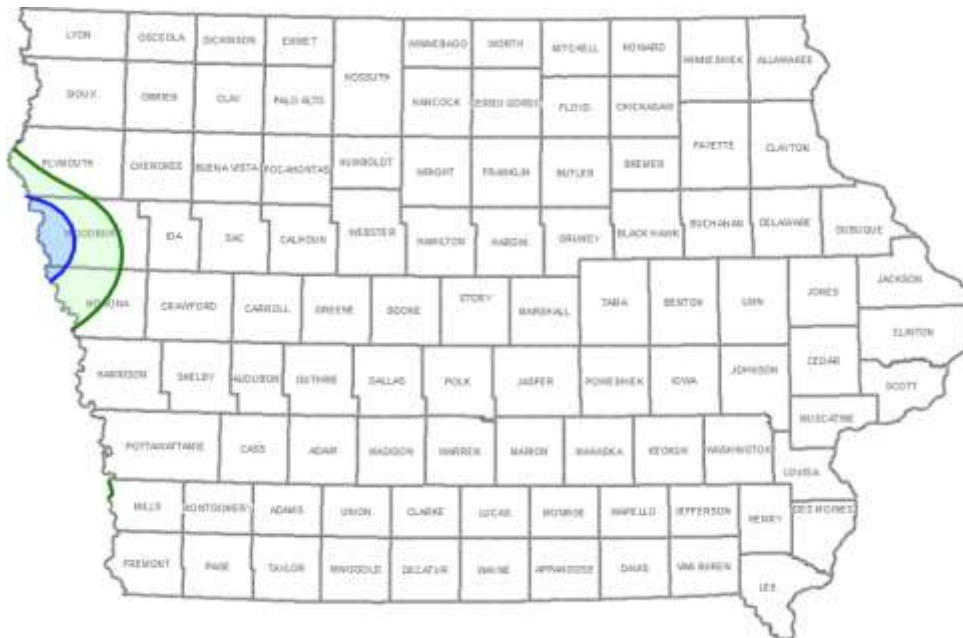 LYON
OSCEOLA
DICKINSON
EMMET
WINNEBAGO
WORTH
MITCHELL
HOWARD
WINNESHIEK
ALLAMAKEE
KOSSUTH
SIOUX
OBRIEN
CLAY
PALO ALTO
HANCOCK
CERRO GORDO
FLOYD
CHICKASAW
FAYETTE
CLAYTON
PLYMOUTH
CHEROKEE
BUENA VISTA
POCAHONTAS
HUMBOLDT
WRIGHT
FRANKLIN
BUTLER
BREMER
WOODBURY
IDA
SAC
CALHOUN
WEBSTER
HAMILTON
HARDIN
GRUNDY
BLACK HAWK
BUCHANAN
DELAWARE
DUBUQUE
MONONA
CRAWFORD
CARROLL
GREENE
BOONE
STORY
MARSHALL
TAMA
BENTON
LINN
JONES
JACKSON
CLINTON
HARRISON
SHELBY
AUDUBON
GUTHRIE
DALLAS
POLK
JASPER
POWESHIEK
IOWA
JOHNSON
CEDAR
SCOTT
MUSCATINE
POTTAWATTAMIE
CASS
ADAIR
MADISON
WARREN
MARION
MAHASKA
KEOKUK
WASHINGTON
LOUISA
MILLS
MONTGOMERY
ADAMS
UNION
CLARKE
LUCAS
MONROE
WAPELLO
JEFFERSON
HENRY
DES MOINES
FREMONT
PAGE
TAYLOR
RINGGOLD
DECATUR
WAYNE
APPANOOSE
DAVIS
VAN BUREN
LEE